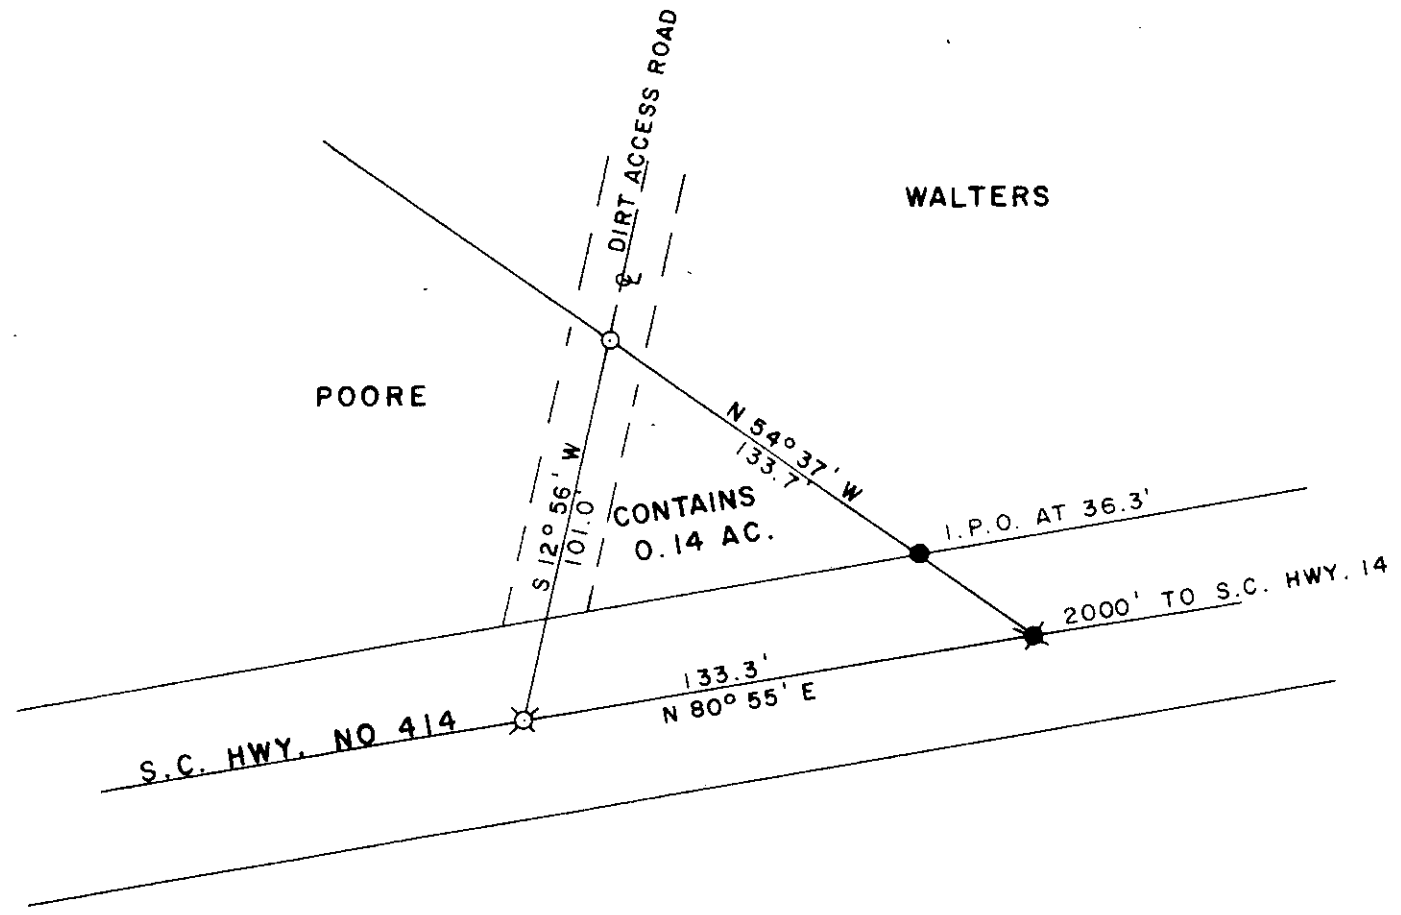 DIRT ACCESS ROAD
℄
WALTERS
POORE
N 54° 37' W
133.7'
S 12° 56' W
101.0'
CONTAINS
0.14 AC.
I.P.O. AT 36.3'
2000' TO S.C. HWY. 14
133.3'
N 80° 55' E
S.C. HWY. NO 414